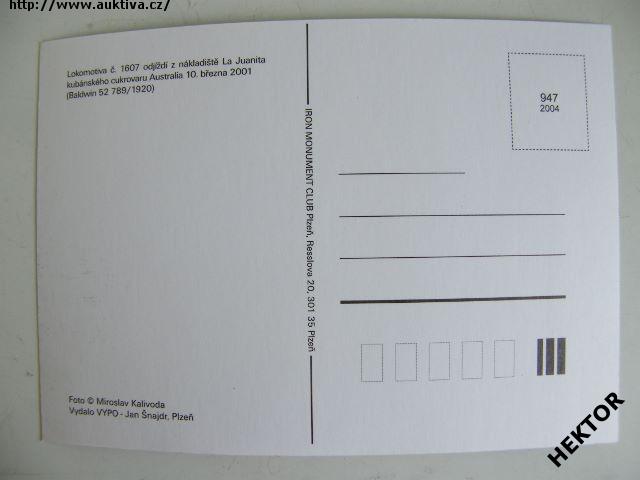 http://www.auktiva.cz/
Lokomotiva č. 1607 odjíždí z nákladiště La Juanita
kubánského cukrovaru Australia 10. března 2001
(Baldwin 52 789/1920)
947
2004
IRON MONUMENT CLUB Plzeň, Resslova 20, 301 35 Plzeň
Foto © Miroslav Kalivoda
Vydalo VYPO - Jan Šnajdr, Plzeň
HEKTOR